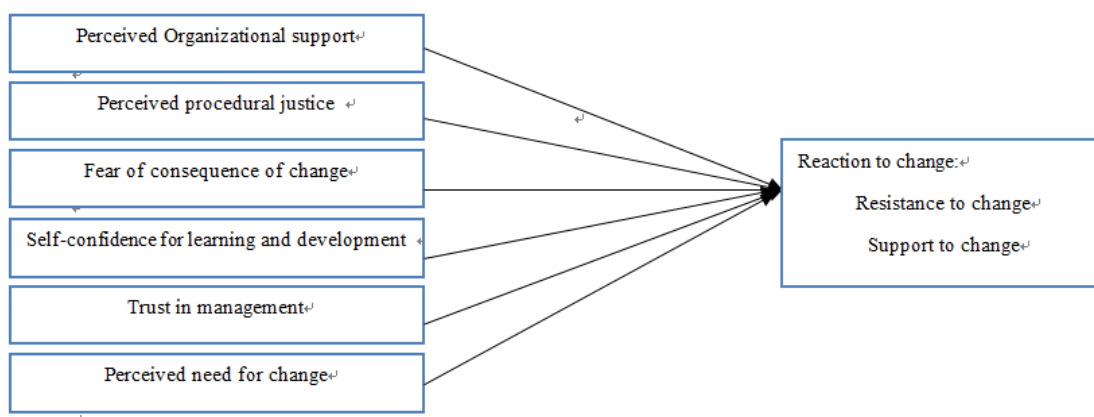 Perceived Organizational support
Perceived procedural justice
Fear of consequence of change
Self-confidence for learning and development
Trust in management
Perceived need for change
Reaction to change:
Resistance to change
Support to change